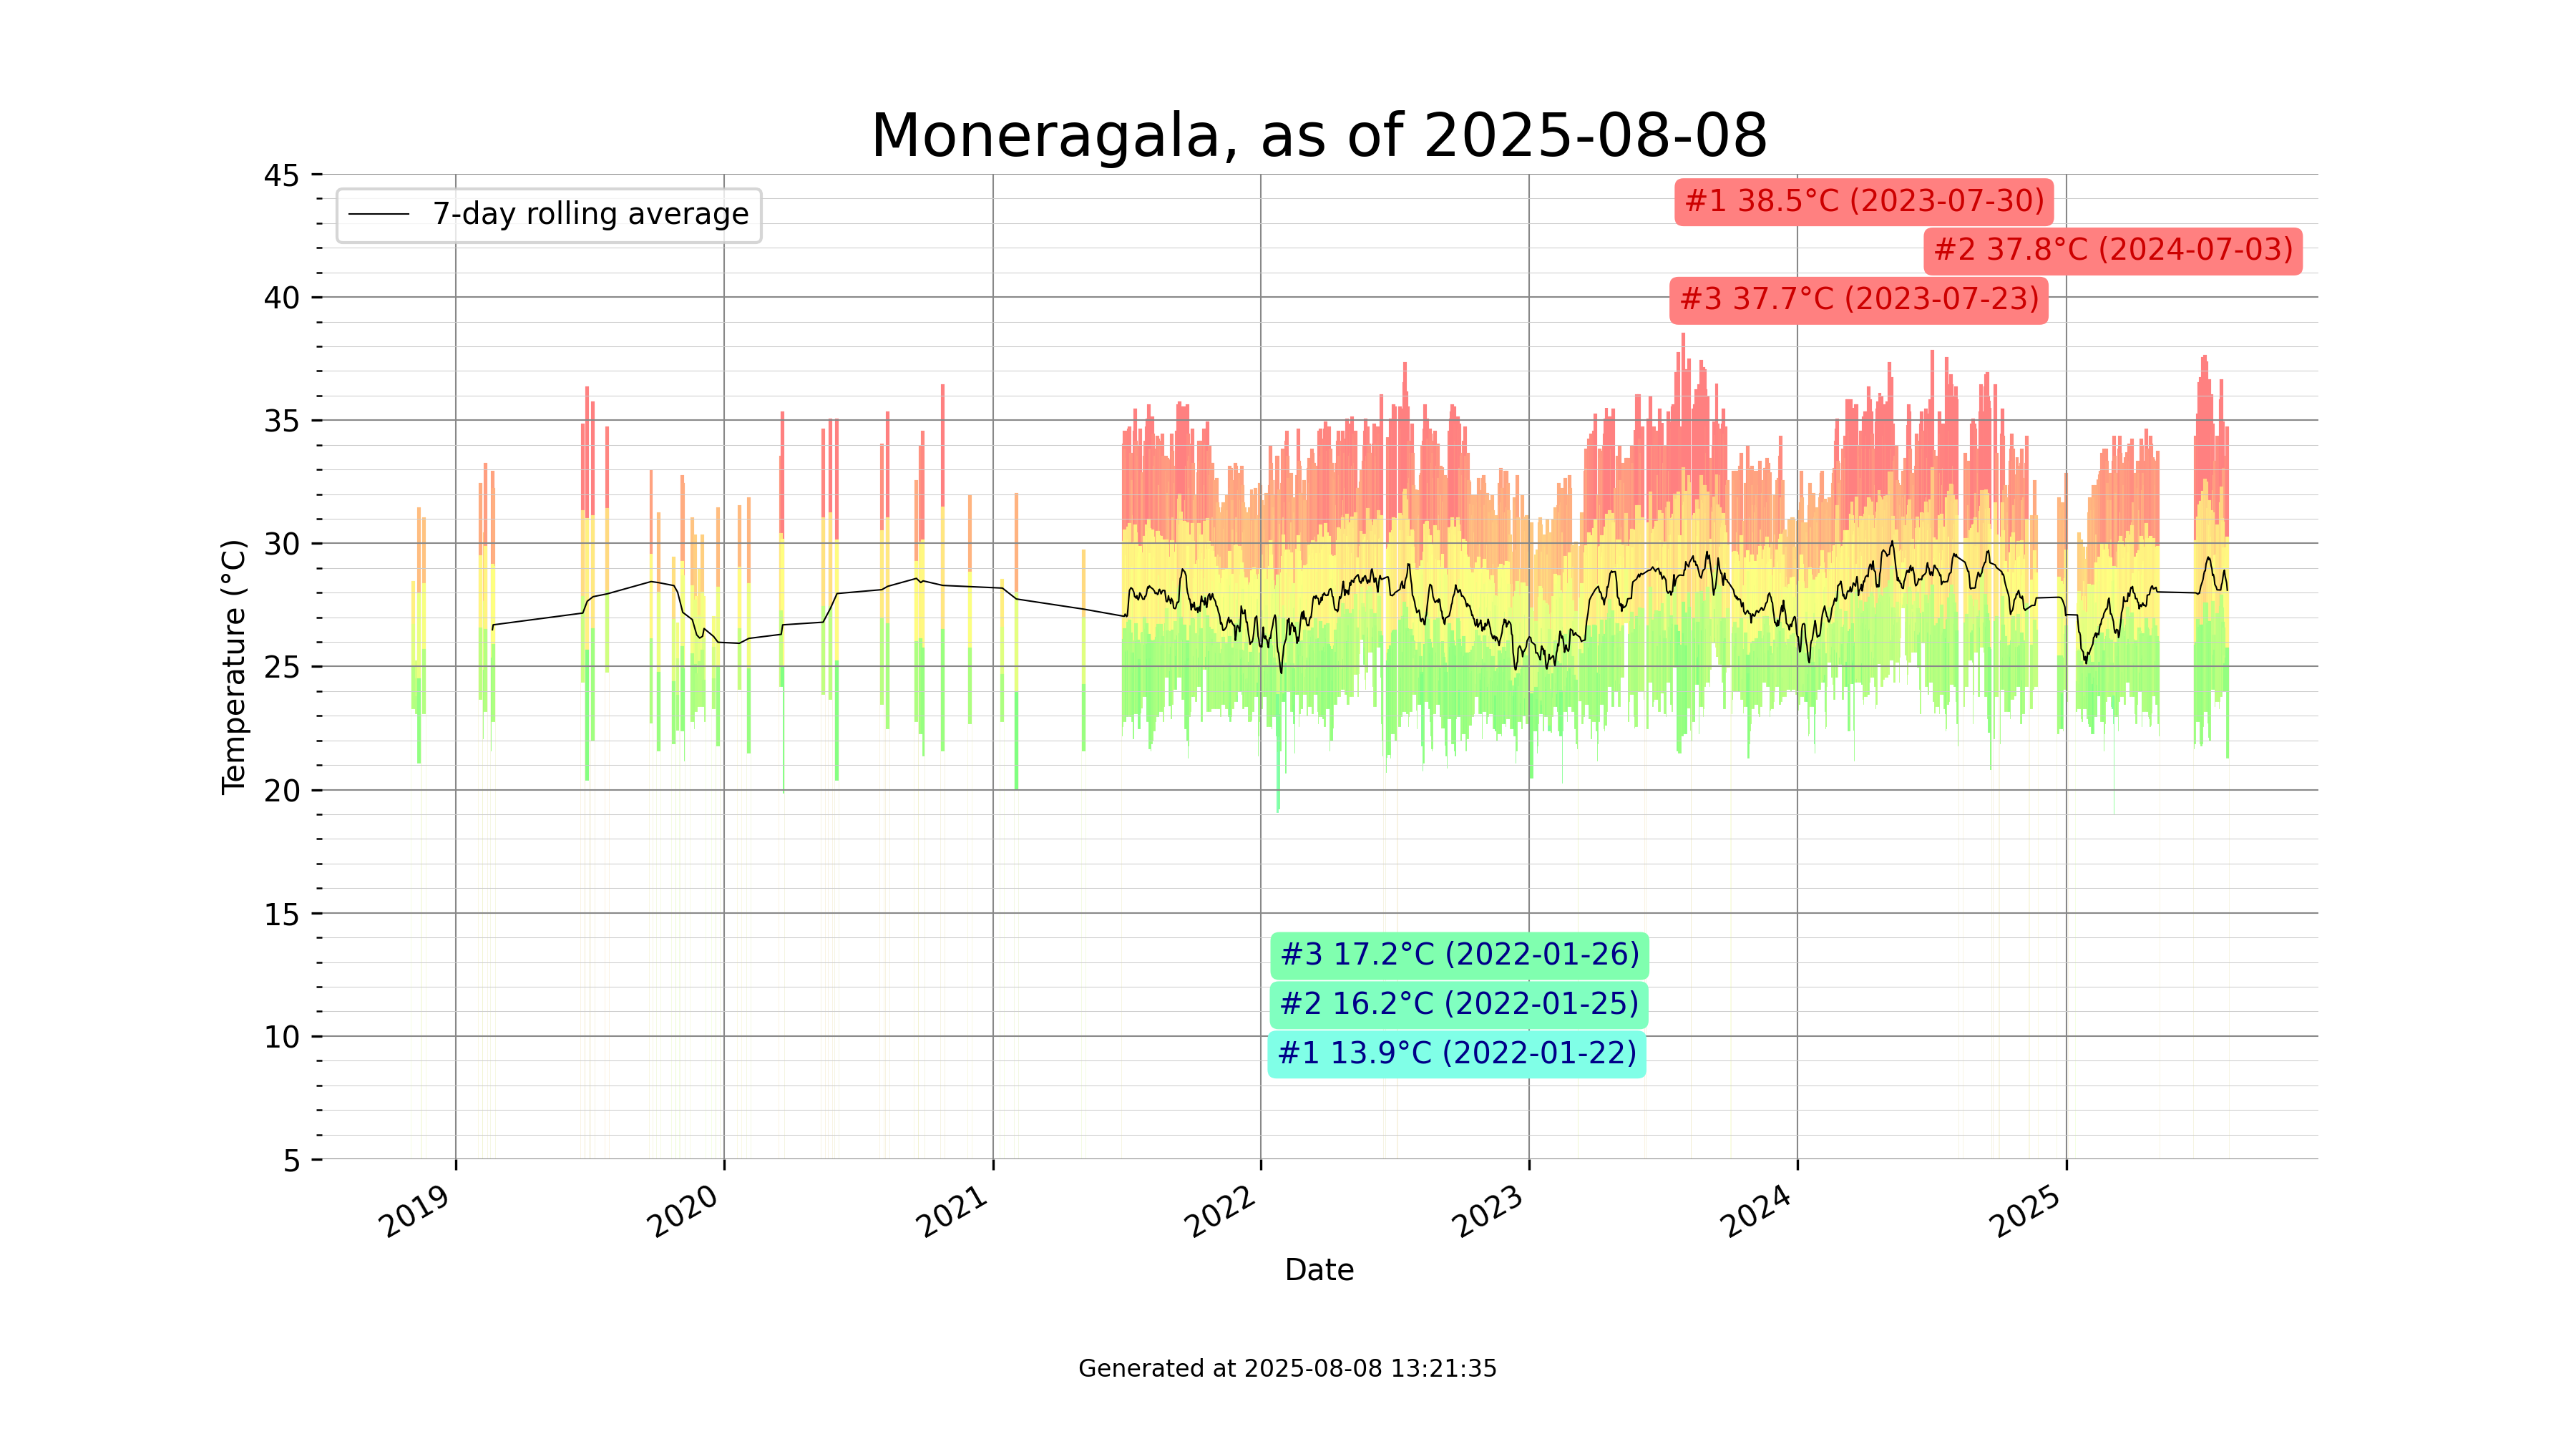 Moneragala, as of 2025-08-08
7-day rolling average
#1 38.5°C (2023-07-30)
#2 37.8°C (2024-07-03)
#3 37.7°C (2023-07-23)
45
40
35
30
25
20
15
10
5
Temperature (°C)
#3 17.2°C (2022-01-26)
#2 16.2°C (2022-01-25)
#1 13.9°C (2022-01-22)
2019
2020
2021
2022
2023
2024
2025
Date
Generated at 2025-08-08 13:21:35